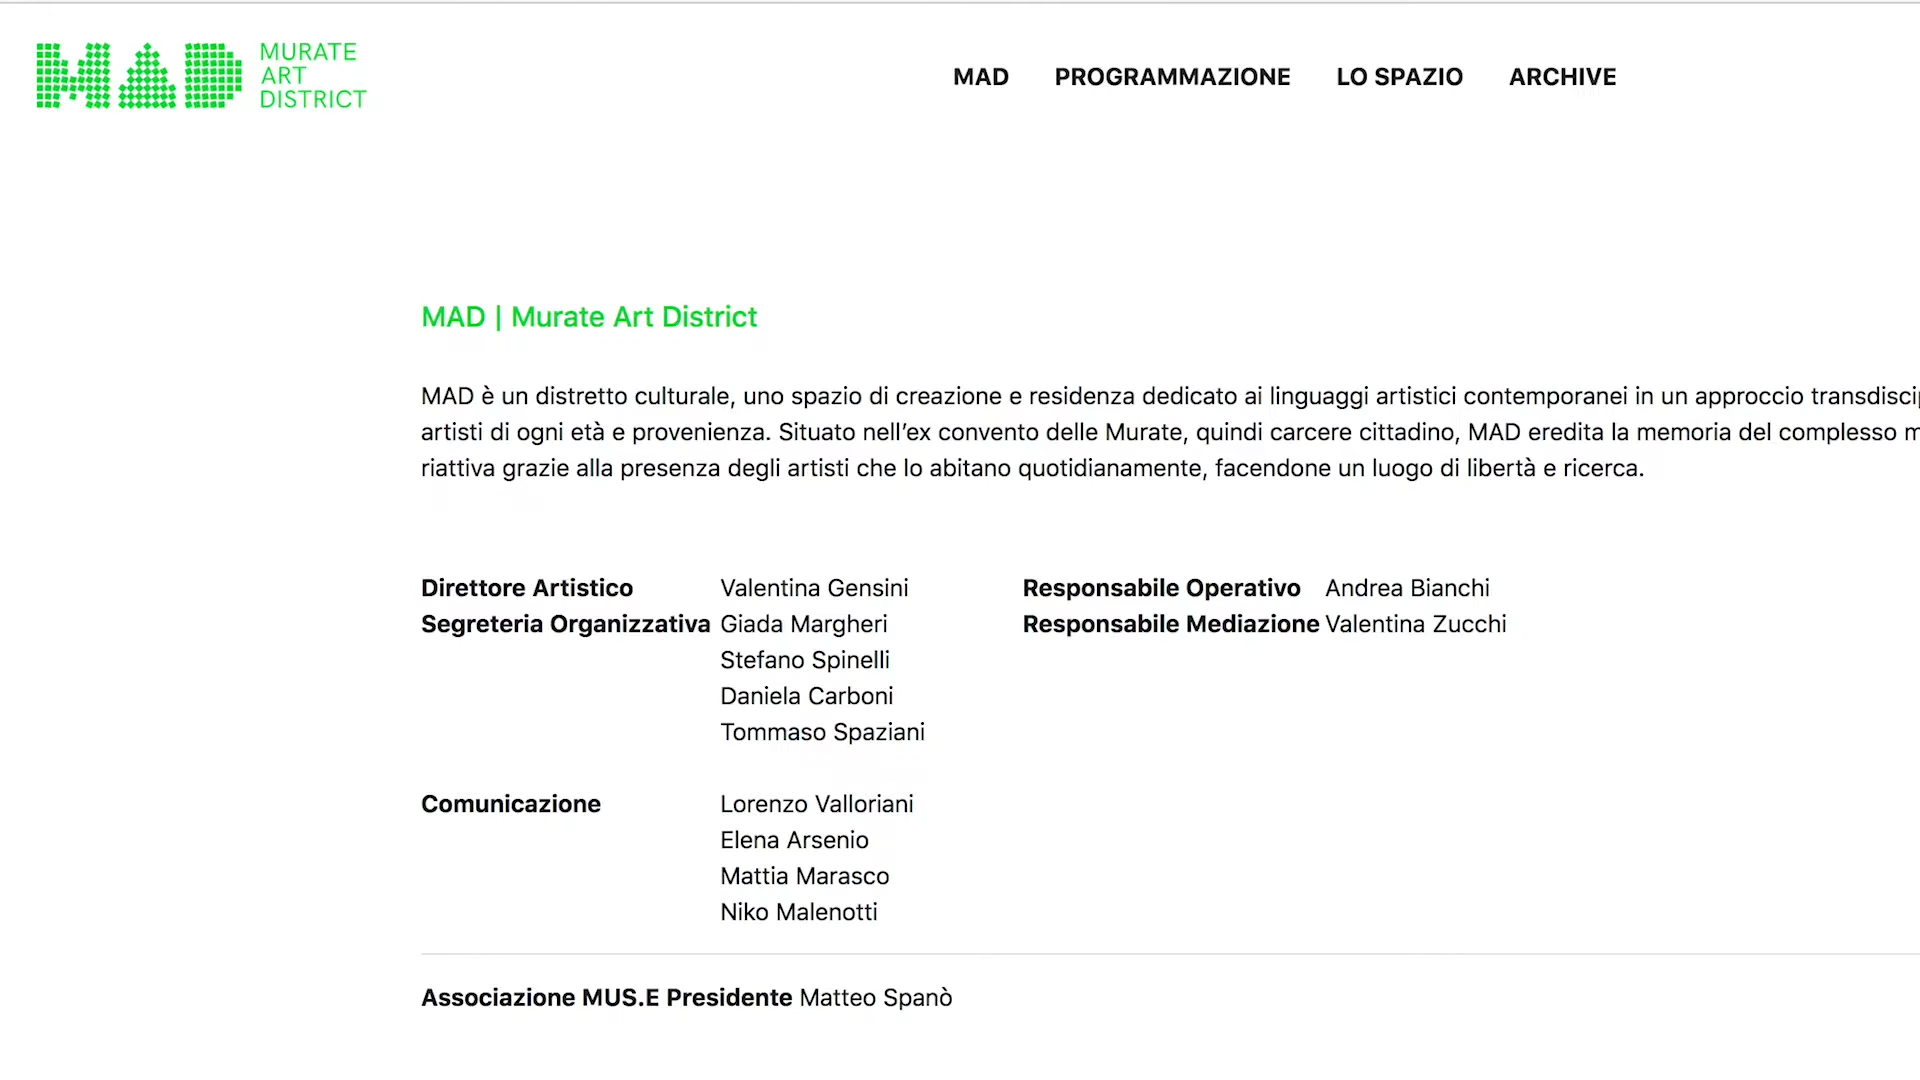 MAD
MURATE
ART
DISTRICT
MAD PROGRAMMAZIONE LO SPAZIO ARCHIVE
MAD | Murate Art District
MAD è un distretto culturale, uno spazio di creazione e residenza dedicato ai linguaggi artistici contemporanei in un approccio
artisti di ogni età e provenienza. Situato nell’ex convento delle Murate, quindi carcere cittadino, MAD eredita la memoria del complesso
riattiva grazie alla presenza degli artisti che lo abitano quotidianamente, facendone un luogo di libertà e ricerca.
Direttore Artistico Valentina Gensini Responsabile Operativo Andrea Bianchi
Segreteria Organizzativa Giada Margheri Responsabile Mediazione Valentina Zucchi
Stefano Spinelli
Daniela Carboni
Tommaso Spaziani
Comunicazione Lorenzo Valloriani
Elena Arsenio
Mattia Marasco
Niko Malenotti
Associazione MUS.E Presidente Matteo Spanò